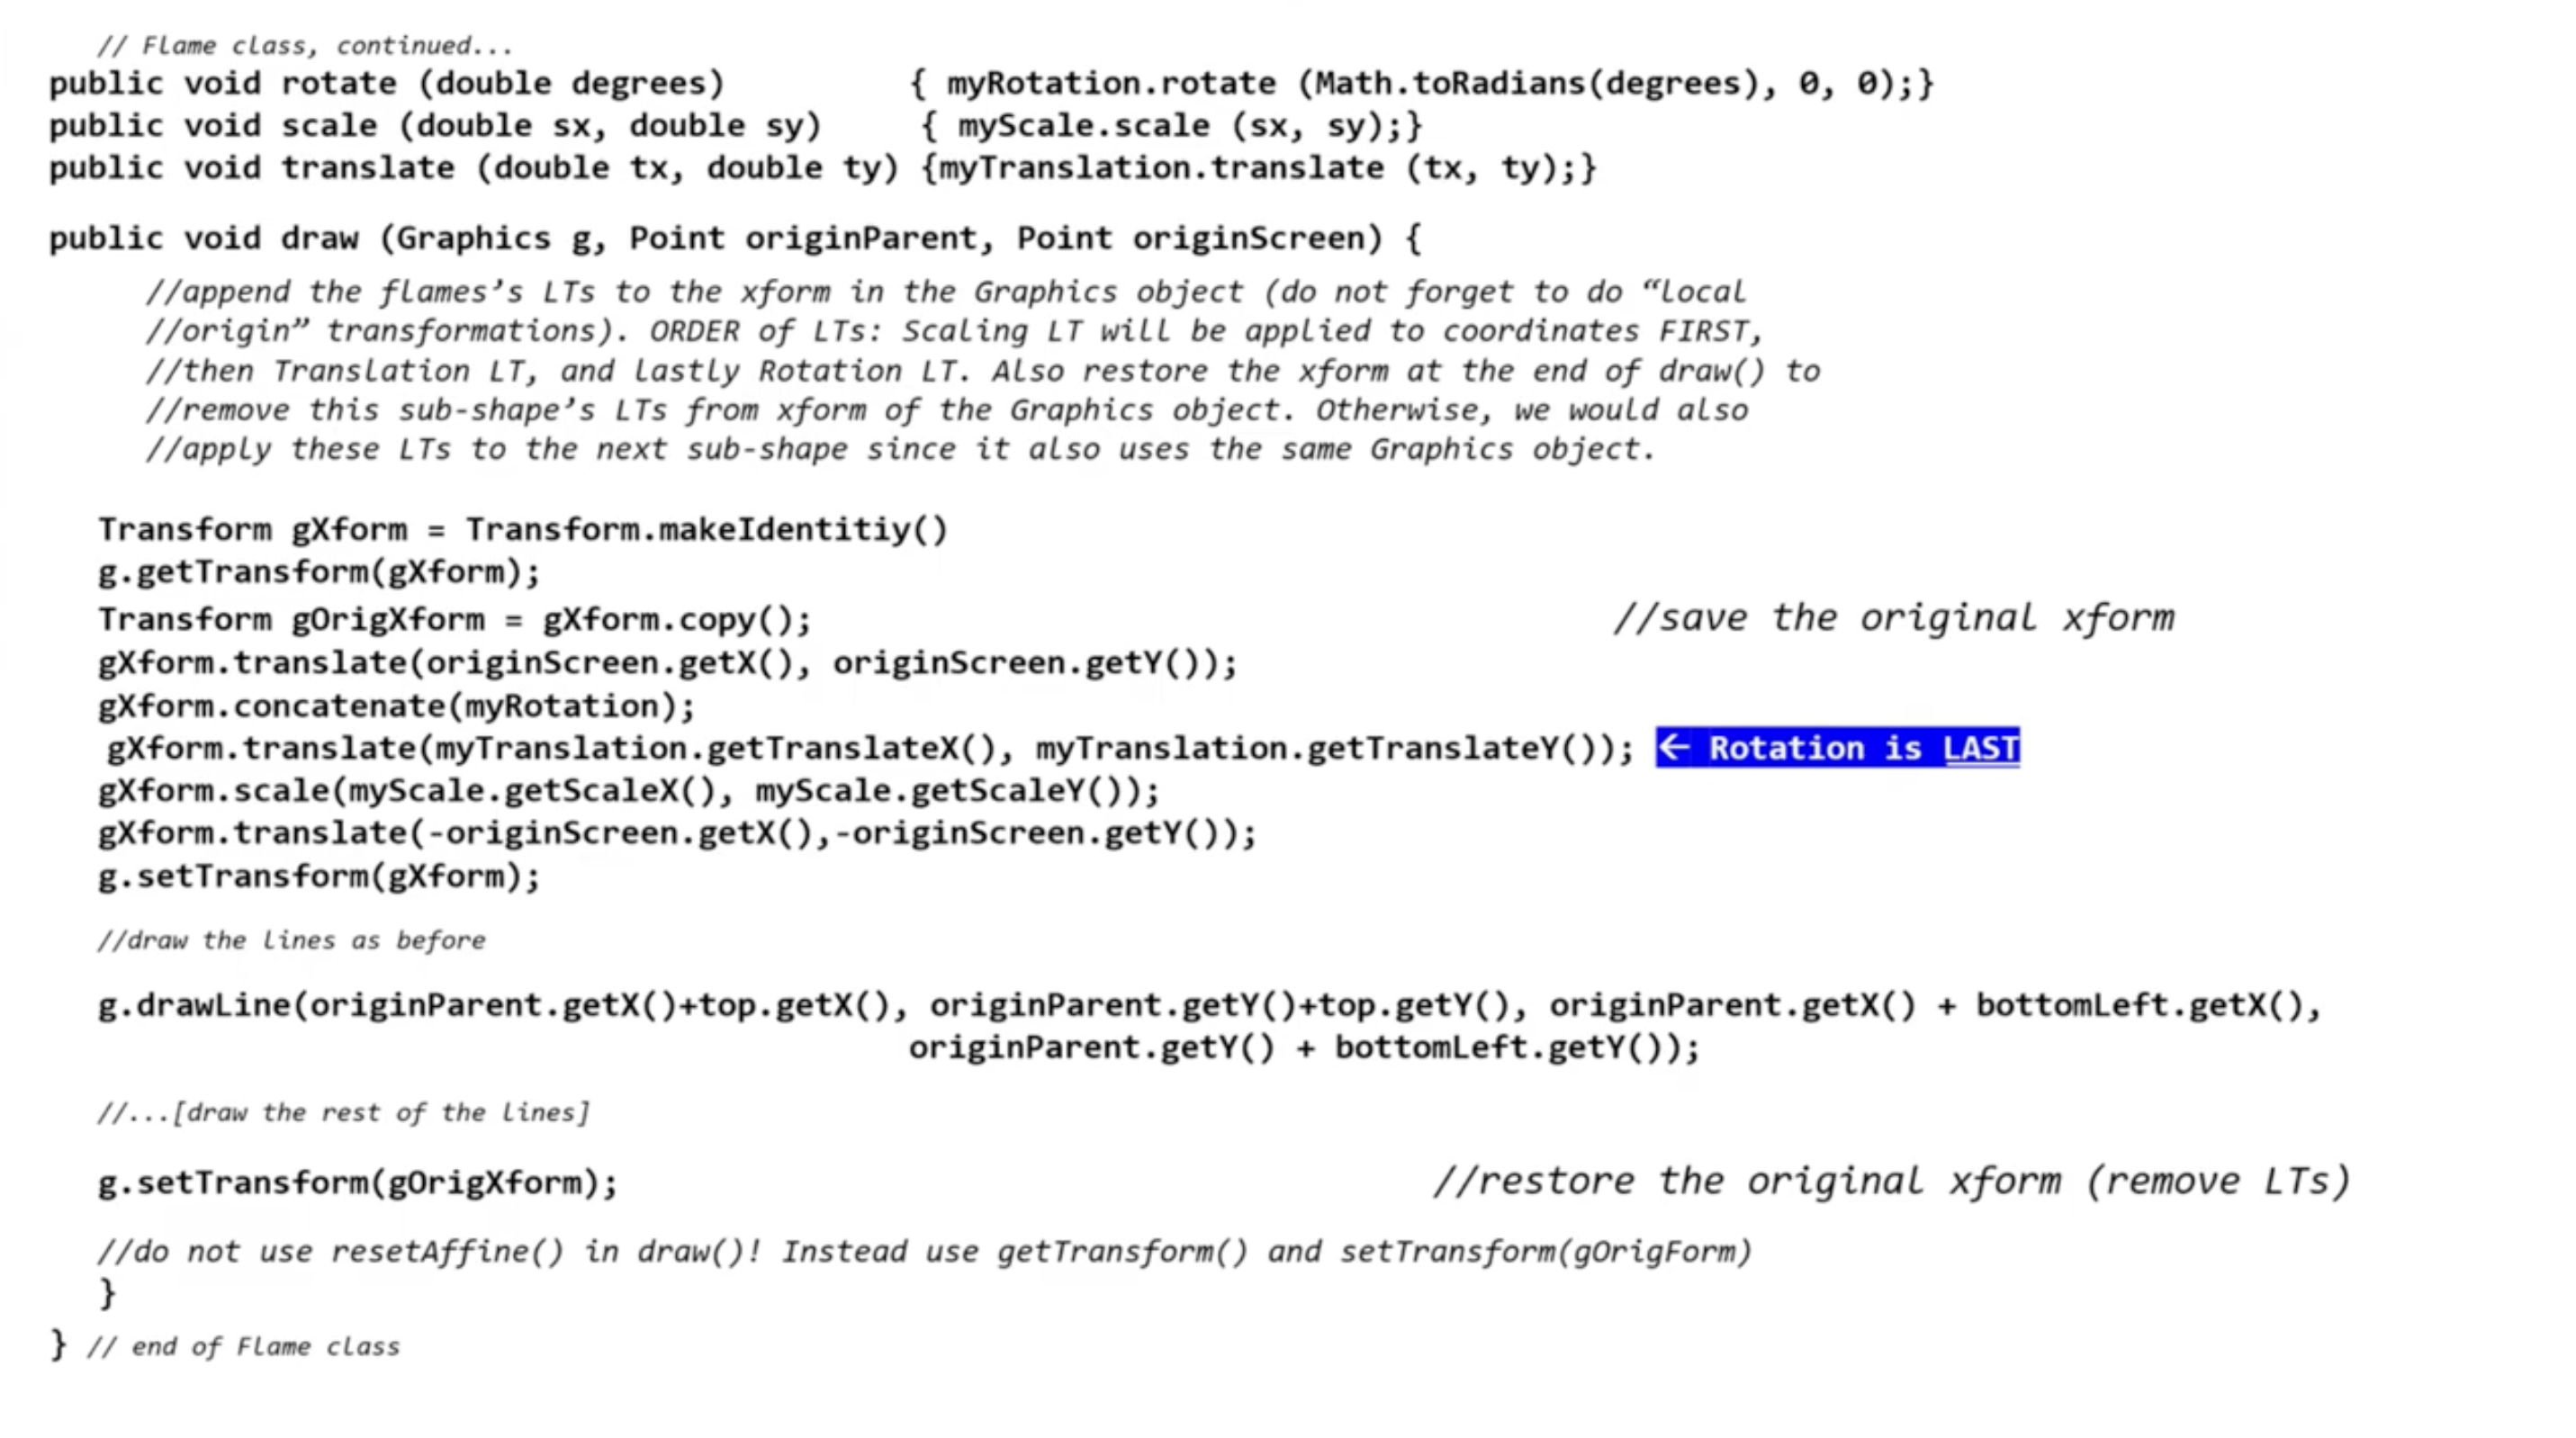 // Flame class, continued...
public void rotate (double degrees) { myRotation.rotate (Math.toRadians(degrees), 0, 0);}
public void scale (double sx, double sy) { myScale.scale (sx, sy);}
public void translate (double tx, double ty) {myTranslation.translate (tx, ty);}
public void draw (Graphics g, Point originParent, Point originScreen) {
//append the flames’s LTs to the xform in the Graphics object (do not forget to do “local
//origin” transformations). ORDER of LTs: Scaling LT will be applied to coordinates FIRST,
//then Translation LT, and lastly Rotation LT. Also restore the xform at the end of draw() to
//remove this sub-shape’s LTs from xform of the Graphics object. Otherwise, we would also
//apply these LTs to the next sub-shape since it also uses the same Graphics object.
Transform gXform = Transform.makeIdentitiy()
g.getTransform(gXform);
Transform gOrigXform = gXform.copy(); //save the original xform
gXform.translate(originScreen.getX(), originScreen.getY());
gXform.concatenate(myRotation);
gXform.translate(myTranslation.getTranslateX(), myTranslation.getTranslateY()); ← Rotation is LAST
gXform.scale(myScale.getScaleX(), myScale.getScaleY());
gXform.translate(-originScreen.getX(),-originScreen.getY());
g.setTransform(gXform);
//draw the lines as before
g.drawLine(originParent.getX()+top.getX(), originParent.getY()+top.getY(), originParent.getX() + bottomLeft.getX(),
originParent.getY() + bottomLeft.getY());
//...[draw the rest of the lines]
g.setTransform(gOrigXform); //restore the original xform (remove LTs)
//do not use resetAffine() in draw()! Instead use getTransform() and setTransform(gOrigForm)
}
} // end of Flame class